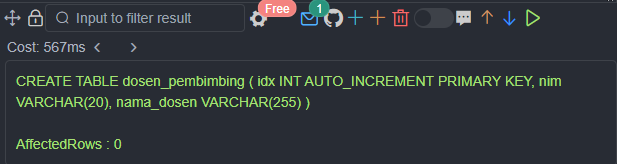 Input to filter result
Free
1
Cost: 567ms
CREATE TABLE dosen_pembimbing ( idx INT AUTO_INCREMENT PRIMARY KEY, nim
VARCHAR(20), nama_dosen VARCHAR(255) )
AffectedRows : 0